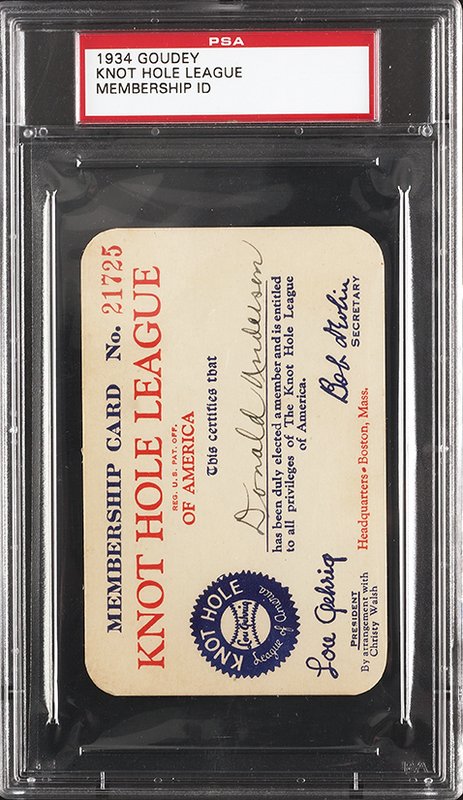 PSA
1934 GOUDEY
KNOT HOLE LEAGUE
MEMBERSHIP ID
MEMBERSHIP CARD No. 21725
KNOT HOLE LEAGUE
REG. U.S. PAT. OFF.
OF AMERICA
This certifies that
Donald Andersen
has been duly elected a member and is entitled
to all privileges of The Knot Hole League
of America.
KNOT HOLE
Lou Gehrig
League of America
Lou Gehrig
PRESIDENT
By arrangement with
Christy Walsh
Headquarters • Boston, Mass.
Bob Nolin
SECRETARY